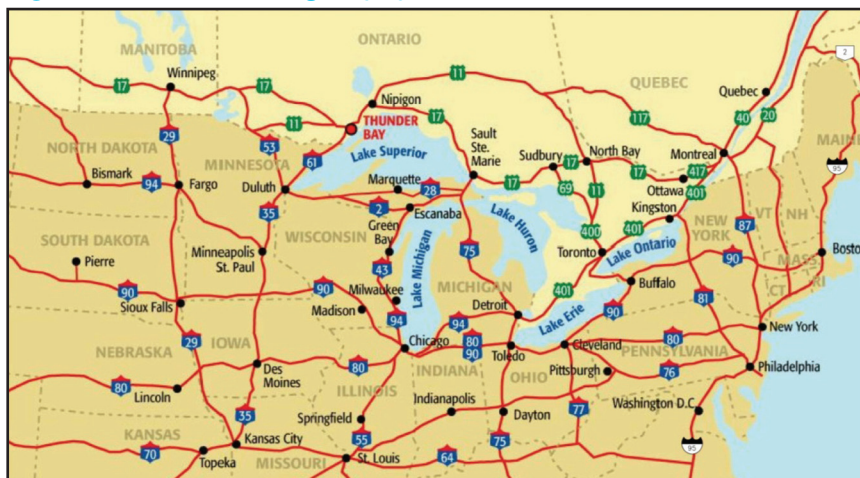 MANITOBA
ONTARIO
QUEBEC
Winnipeg
17
17
11
11
Nipigon
THUNDER
BAY
17
117
Quebec
2
40
20
29
53
61
Lake Superior
Sault
Ste.
Marie
Sudbury
17
North Bay
17
Montreal
417
Ottawa
401
MAINE
95
NORTH DAKOTA
Bismark
94
Fargo
MINNESOTA
Duluth
Marquette
28
2
Escanaba
17
69
11
Kingston
401
NEW
YORK
87
VT
NH
35
WISCONSIN
Green
Bay
Lake Michigan
Lake Huron
400
Toronto
Lake Ontario
SOUTH DAKOTA
Pierre
Minneapolis
St. Paul
43
75
MICHIGAN
401
Buffalo
90
MASS
Bosto
CT
RI
90
Sioux Falls
90
Milwaukee
Madison
94
94
Detroit
Lake Erie
90
81
New York
29
IOWA
Chicago
80
90
Toledo
Cleveland
80
PENNSYLVANIA
NEBRASKA
Des
Moines
80
INDIANA
OHIO
Pittsburgh
76
Philadelphia
80
Lincoln
35
ILLINOIS
Springfield
Indianapolis
Dayton
77
Washington D.C
KANSAS
70
Topeka
Kansas City
55
St. Louis
MISSOURI
64
75
95